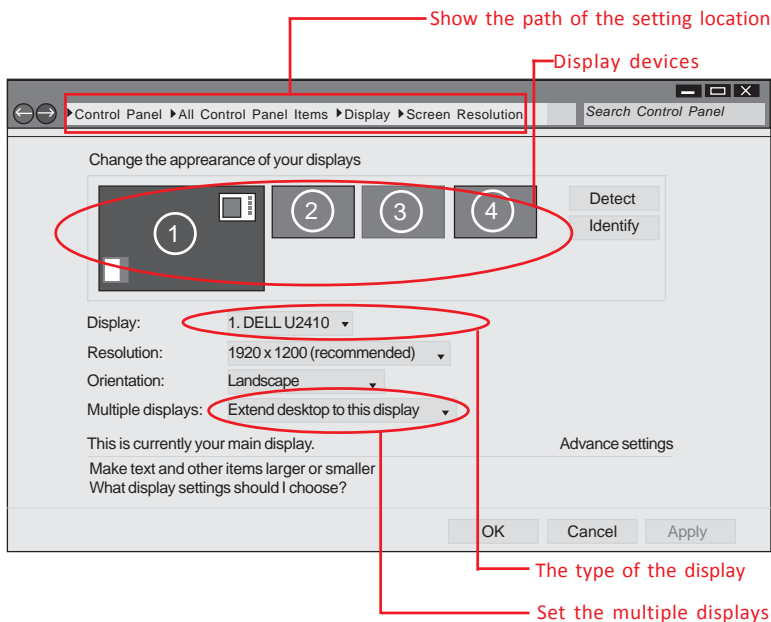 Show the path of the setting location
Display devices
Control Panel All Control Panel Items Display Screen Resolution
Search Control Panel
Change the apprearance of your displays
1
2
3
4
Detect
Identify
Display: 1. DELL U2410
Resolution: 1920 x 1200 (recommended)
Orientation: Landscape
Multiple displays: Extend desktop to this display
This is currently your main display. Advance settings
Make text and other items larger or smaller
What display settings should I choose?
OK Cancel Apply
The type of the display
Set the multiple displays